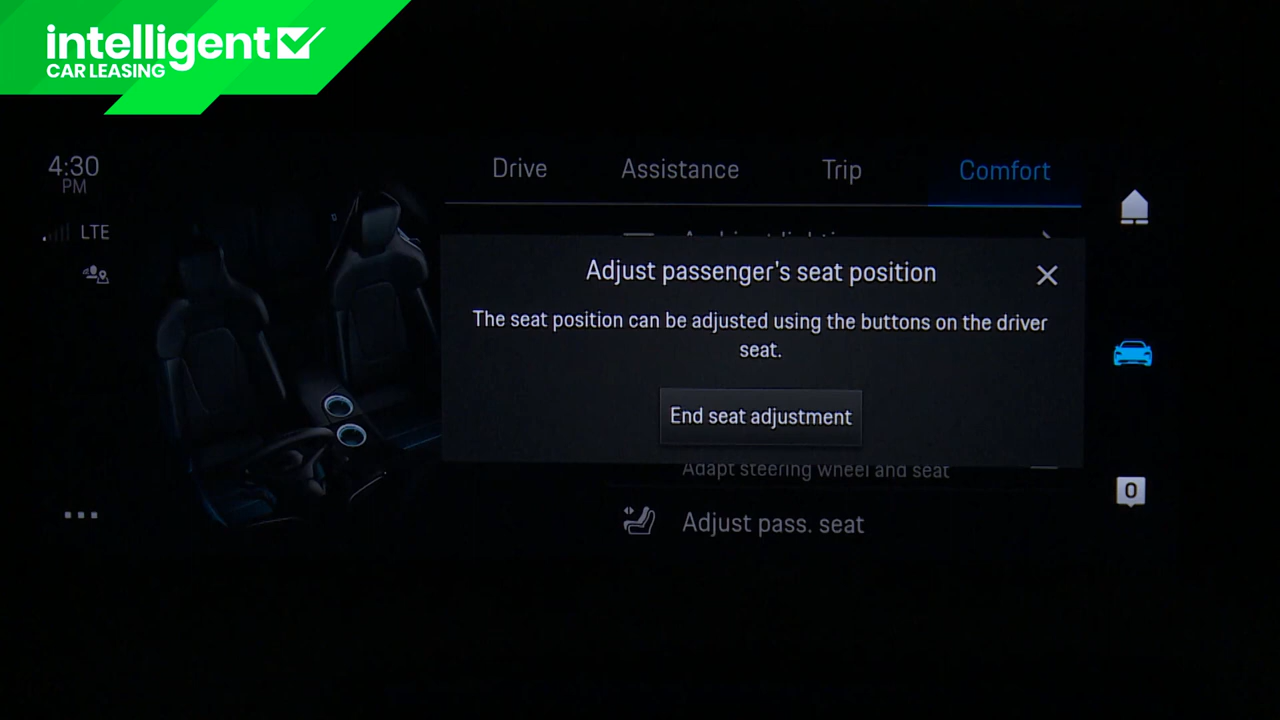 intelligent
CAR LEASING
4:30
PM
LTE
Drive
Assistance
Trip
Comfort
Adjust passenger's seat position
The seat position can be adjusted using the buttons on the driver
seat.
End seat adjustment
Adapt steering wheel and seat
Adjust pass. seat
0